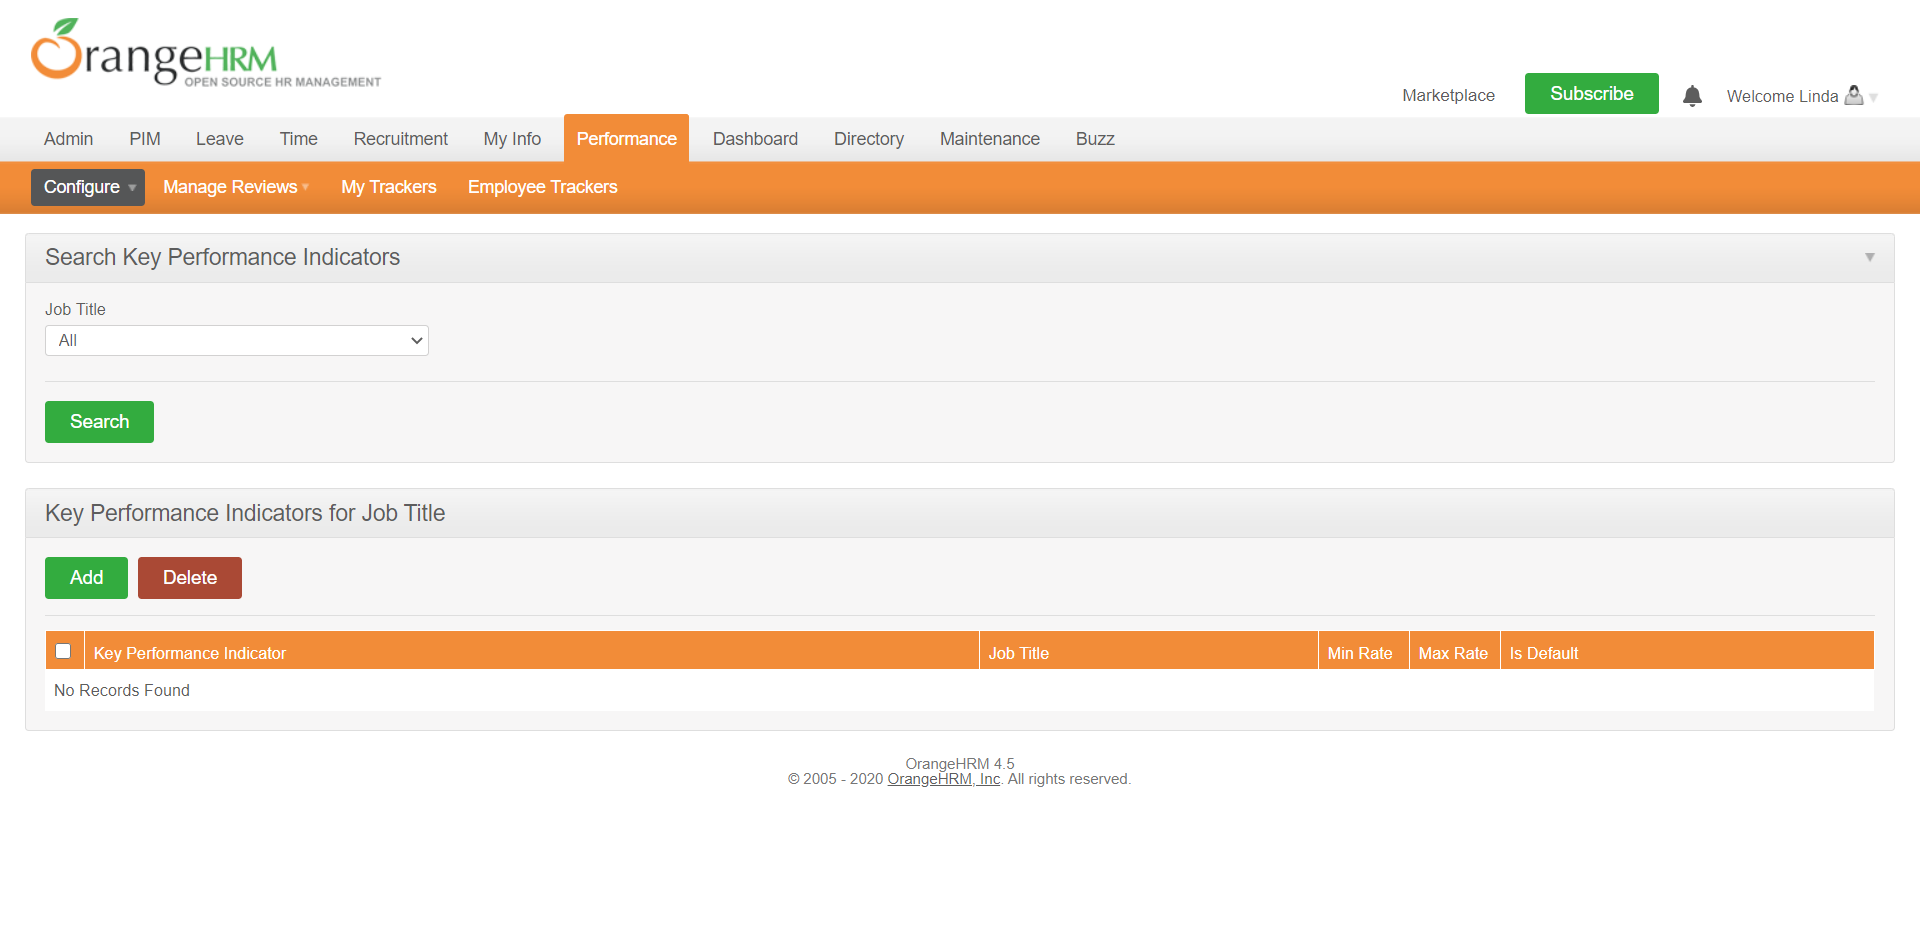 OrangeHRM
OPEN SOURCE HR MANAGEMENT
Marketplace Subscribe Welcome Linda
Admin PIM Leave Time Recruitment My Info Performance Dashboard Directory Maintenance Buzz
Configure Manage Reviews My Trackers Employee Trackers
Search Key Performance Indicators
Job Title
All
Search
Key Performance Indicators for Job Title
Add Delete
Key Performance Indicator Job Title Min Rate Max Rate Is Default
No Records Found
OrangeHRM 4.5
© 2005 - 2020 OrangeHRM, Inc. All rights reserved.